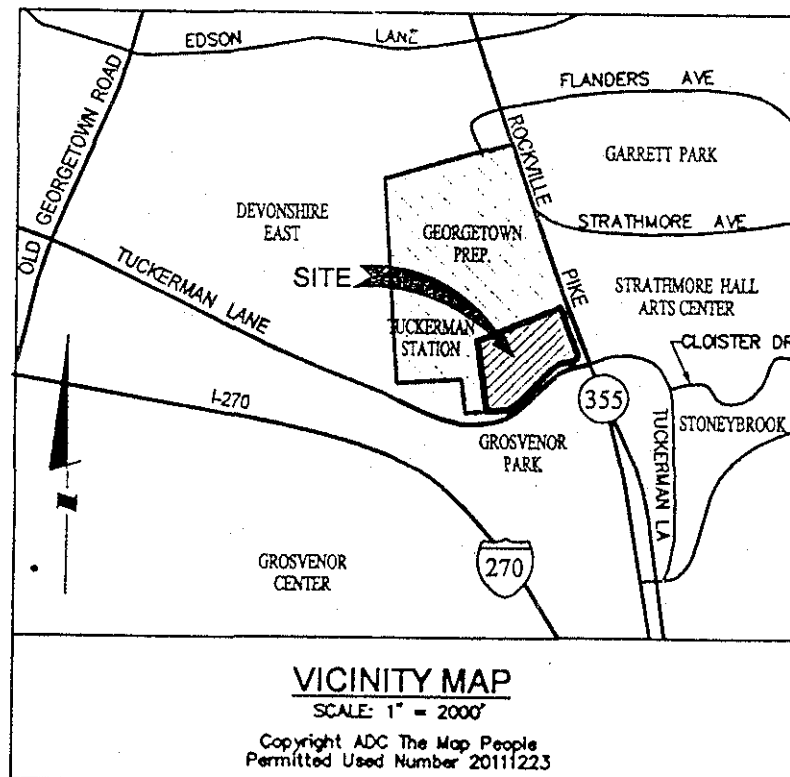 EDSON LANE
FLANDERS AVE
OLD GEORGETOWN ROAD
ROCKVILLE
PIKE
GARRETT PARK
DEVONSHIRE
EAST
GEORGETOWN
PREP.
STRATHMORE AVE
TUCKERMAN LANE
SITE
STRATHMORE HALL
ARTS CENTER
TUCKERMAN
STATION
CLOISTER DR
I-270
355
TUCKERMAN LA
STONEYBROOK
GROSVENOR
PARK
GROSVENOR
CENTER
270
VICINITY MAP
SCALE: 1" = 2000'
Copyright ADC The Map People
Permitted Used Number 20111223